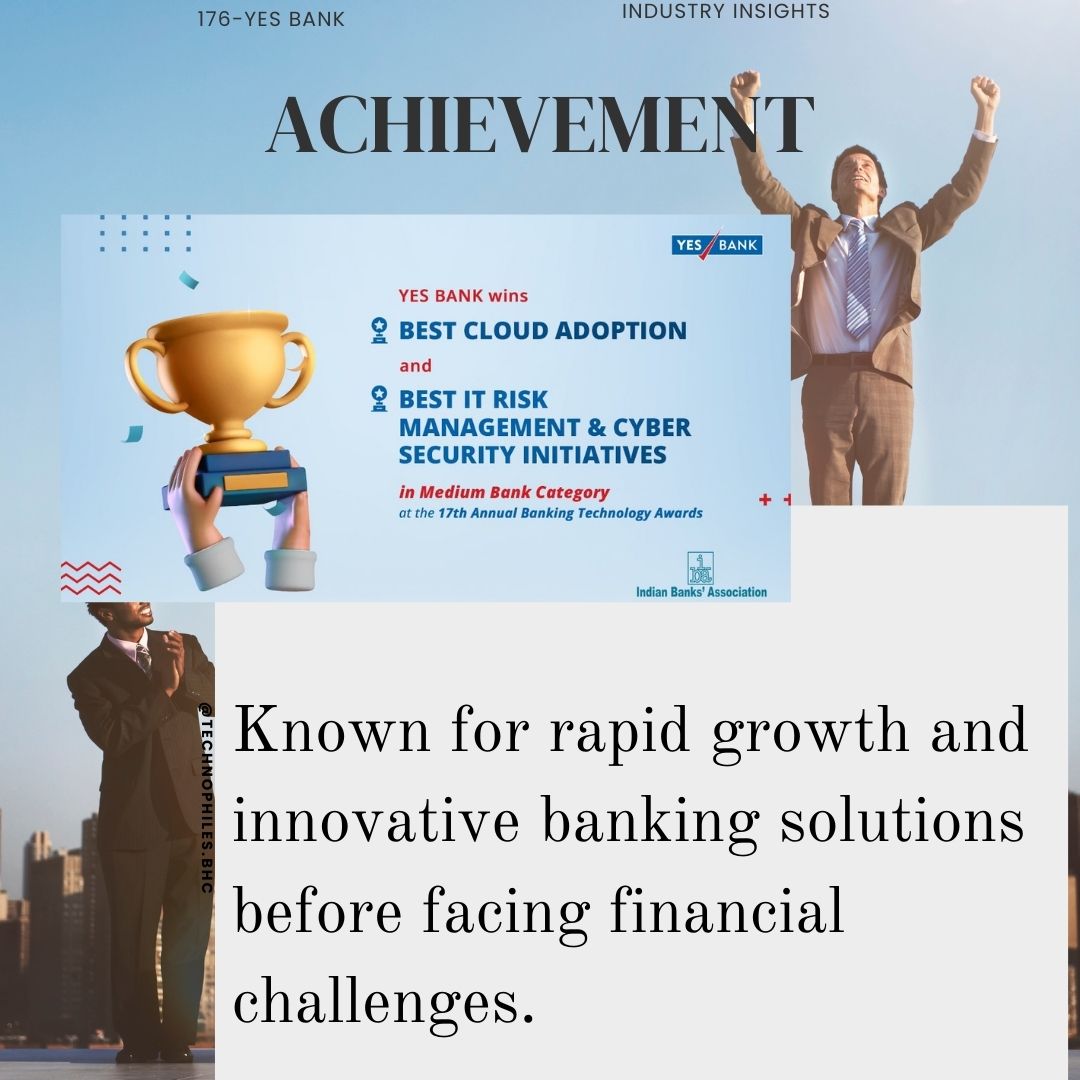 176-YES BANK
INDUSTRY INSIGHTS
ACHIEVEMENT
YES BANK
YES BANK wins
BEST CLOUD ADOPTION
and
BEST IT RISK
MANAGEMENT & CYBER
SECURITY INITIATIVES
in Medium Bank Category
at the 17th Annual Banking Technology Awards
iba
Indian Banks' Association
@TECHNOPHILES.BHC
Known for rapid growth and
innovative banking solutions
before facing financial
challenges.